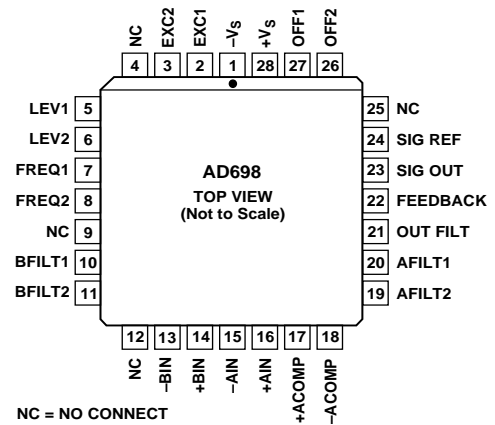 NC
EXC2
EXC1
–VS
+VS
OFF1
OFF2
4
3
2
1
28
27
26
LEV1 5
LEV2 6
FREQ1 7
FREQ2 8
NC 9
BFILT1 10
BFILT2 11
AD698
TOP VIEW
(Not to Scale)
25 NC
24 SIG REF
23 SIG OUT
22 FEEDBACK
21 OUT FILT
20 AFILT1
19 AFILT2
12
13
14
15
16
17
18
NC
–BIN
+BIN
–AIN
+AIN
+ACOMP
–ACOMP
NC = NO CONNECT